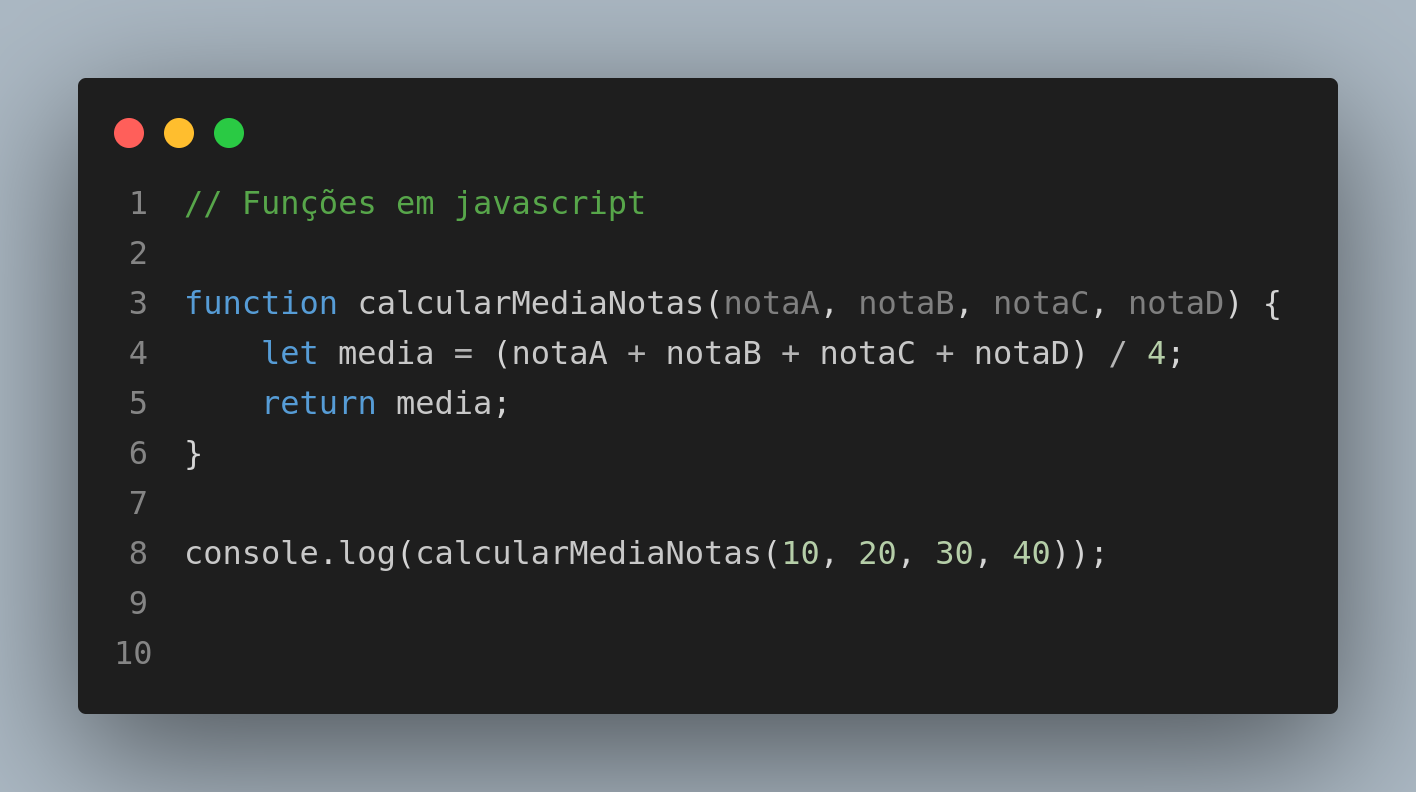 1 // Funções em javascript
2
3 function calcularMediaNotas(notaA, notaB, notaC, notaD) {
4     let media = (notaA + notaB + notaC + notaD) / 4;
5     return media;
6 }
7
8 console.log(calcularMediaNotas(10, 20, 30, 40));
9
10